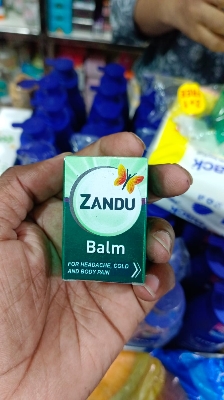 ZANDU
Balm
FOR HEADACHE, COLD
AND BODY PAIN